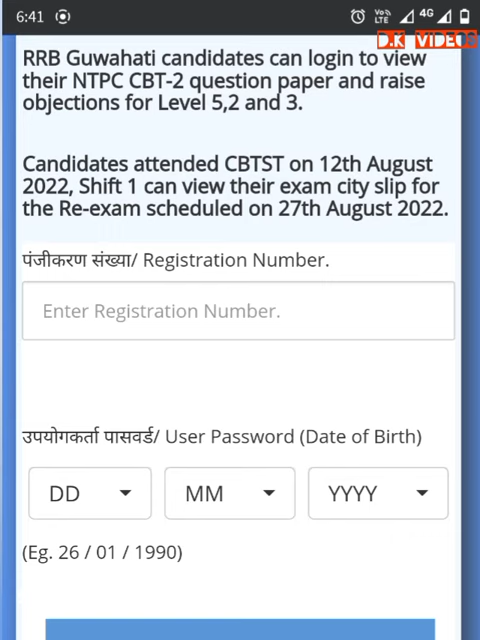 6:41
Vo)) LTE 4G
D.K VIDEOS
RRB Guwahati candidates can login to view
their NTPC CBT-2 question paper and raise
objections for Level 5,2 and 3.
Candidates attended CBTST on 12th August
2022, Shift 1 can view their exam city slip for
the Re-exam scheduled on 27th August 2022.
पंजीकरण संख्या/ Registration Number.
Enter Registration Number.
उपयोगकर्ता पासवर्ड/ User Password (Date of Birth)
DD MM YYYY
(Eg. 26 / 01 / 1990)